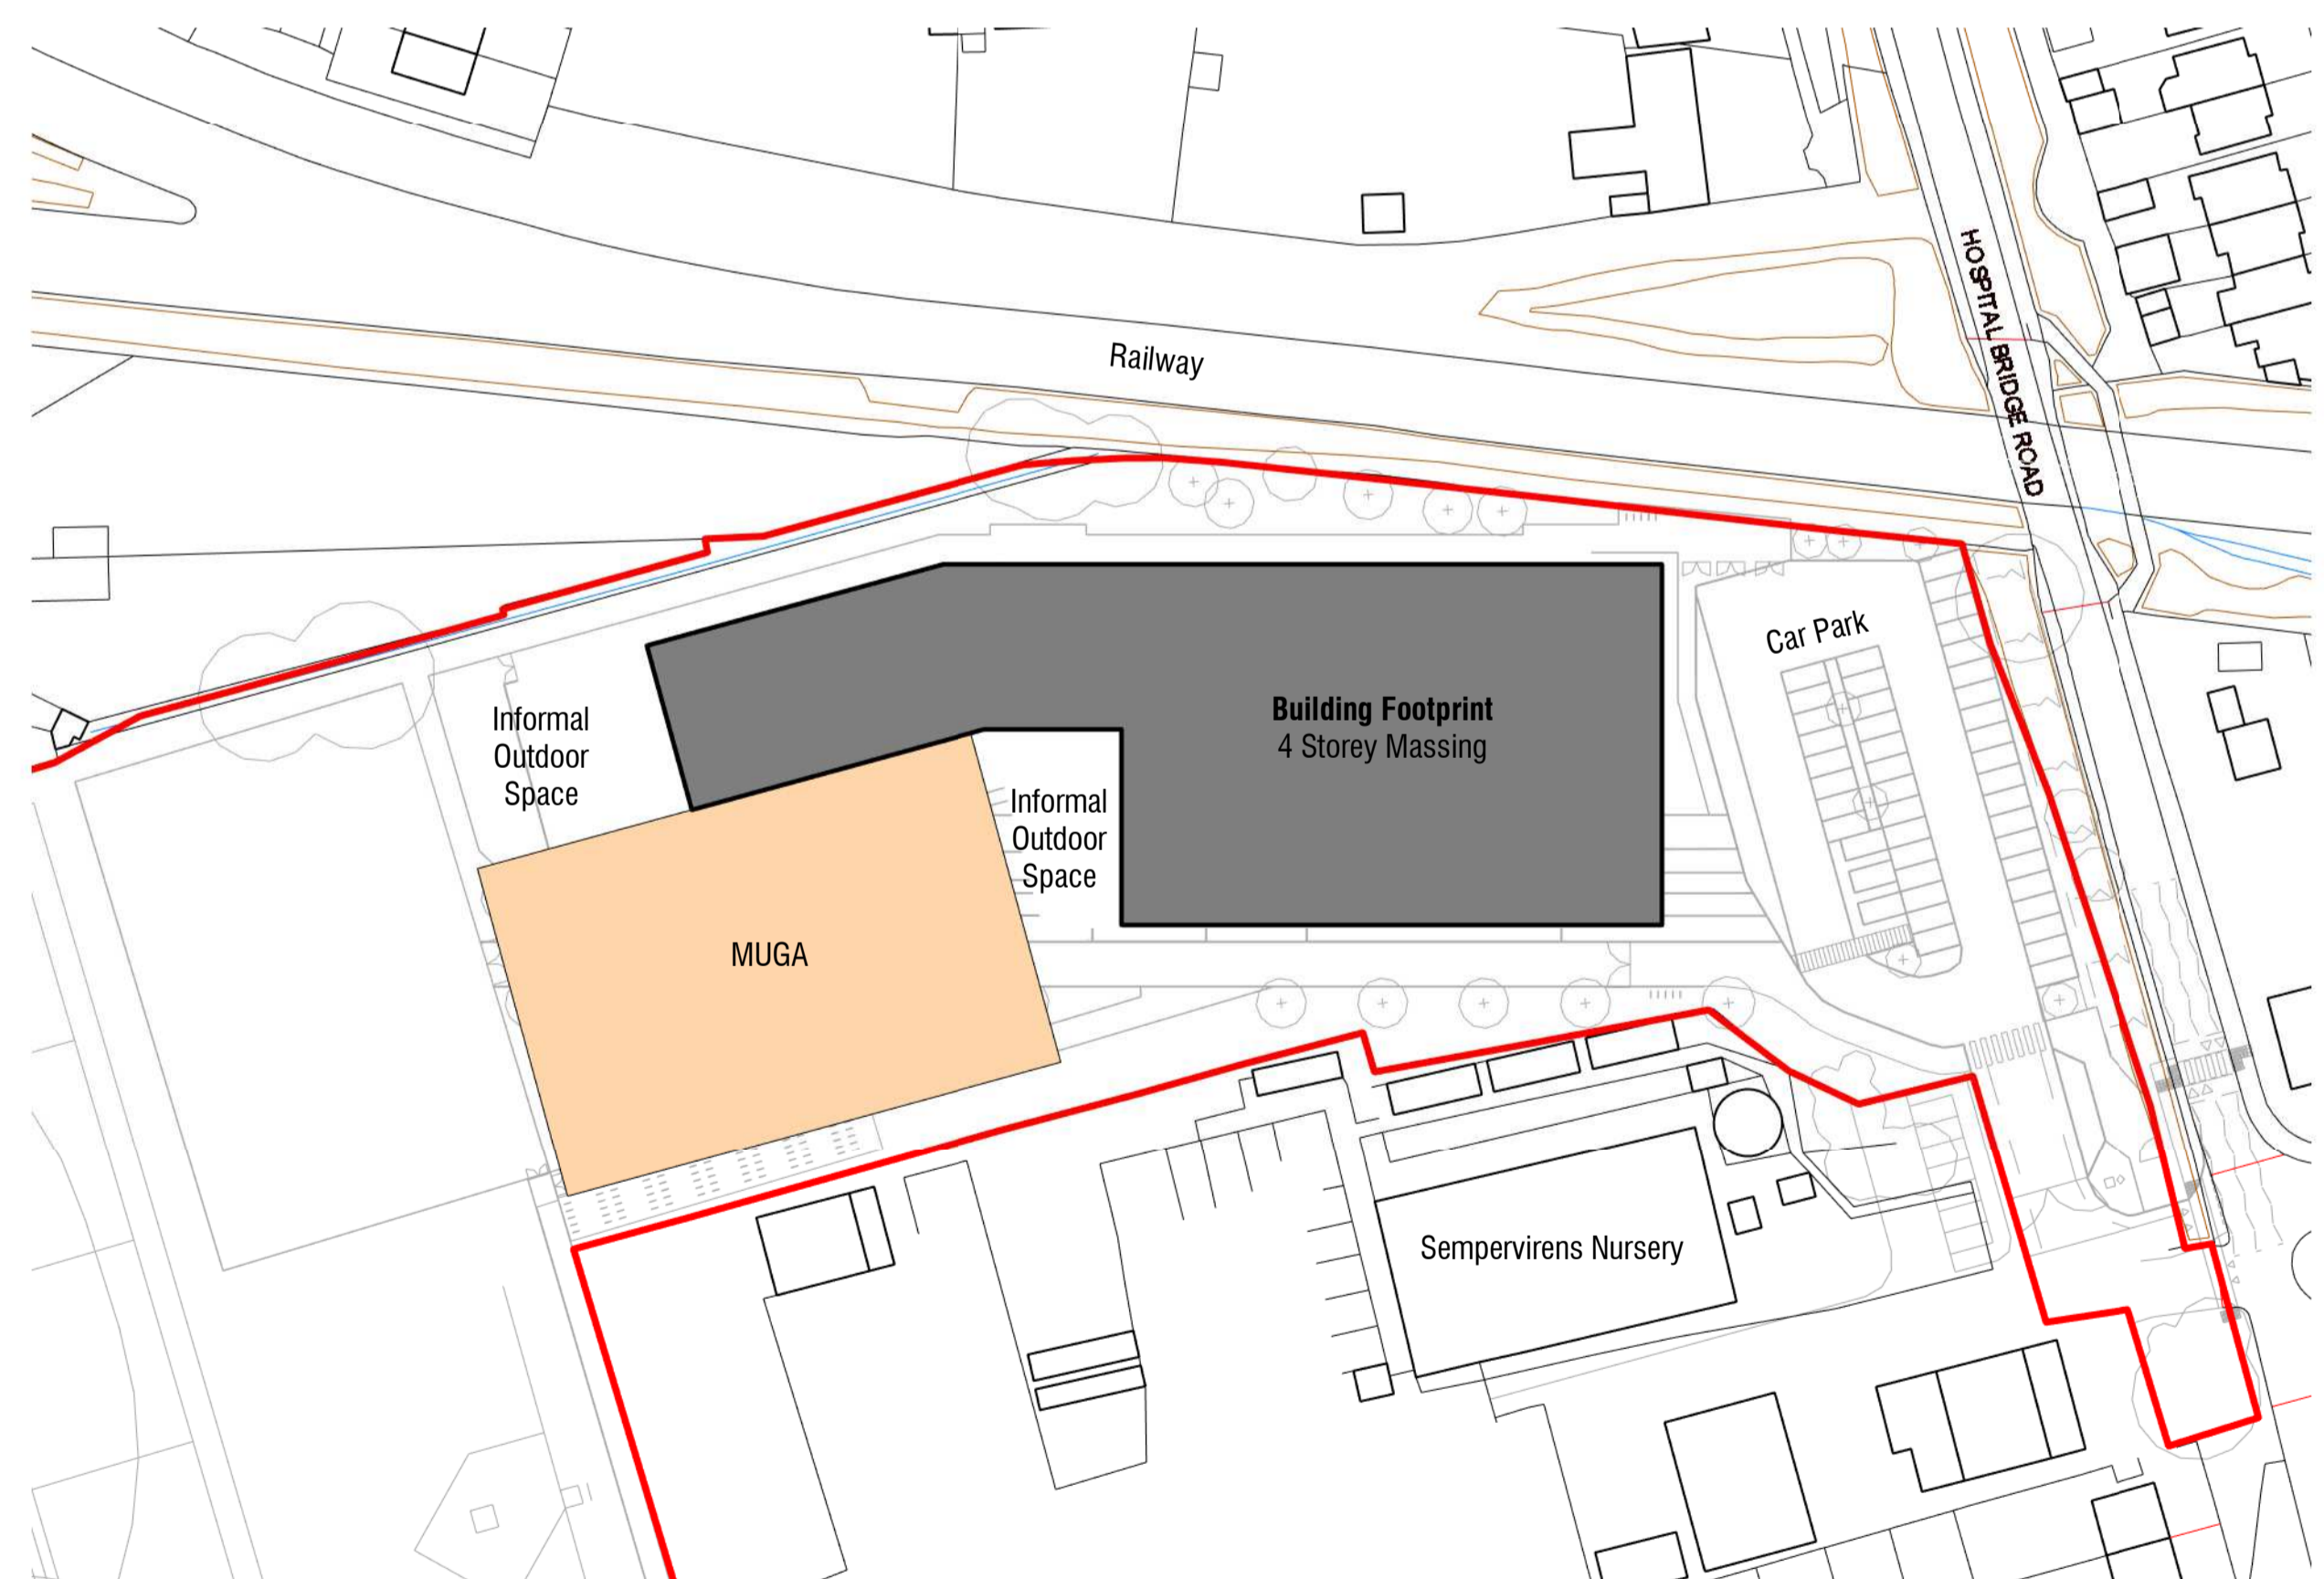 HOSPITAL BRIDGE ROAD
Railway
Car Park
Informal
Outdoor
Space
Building Footprint
4 Storey Massing
Informal
Outdoor
Space
MUGA
Sempervirens Nursery